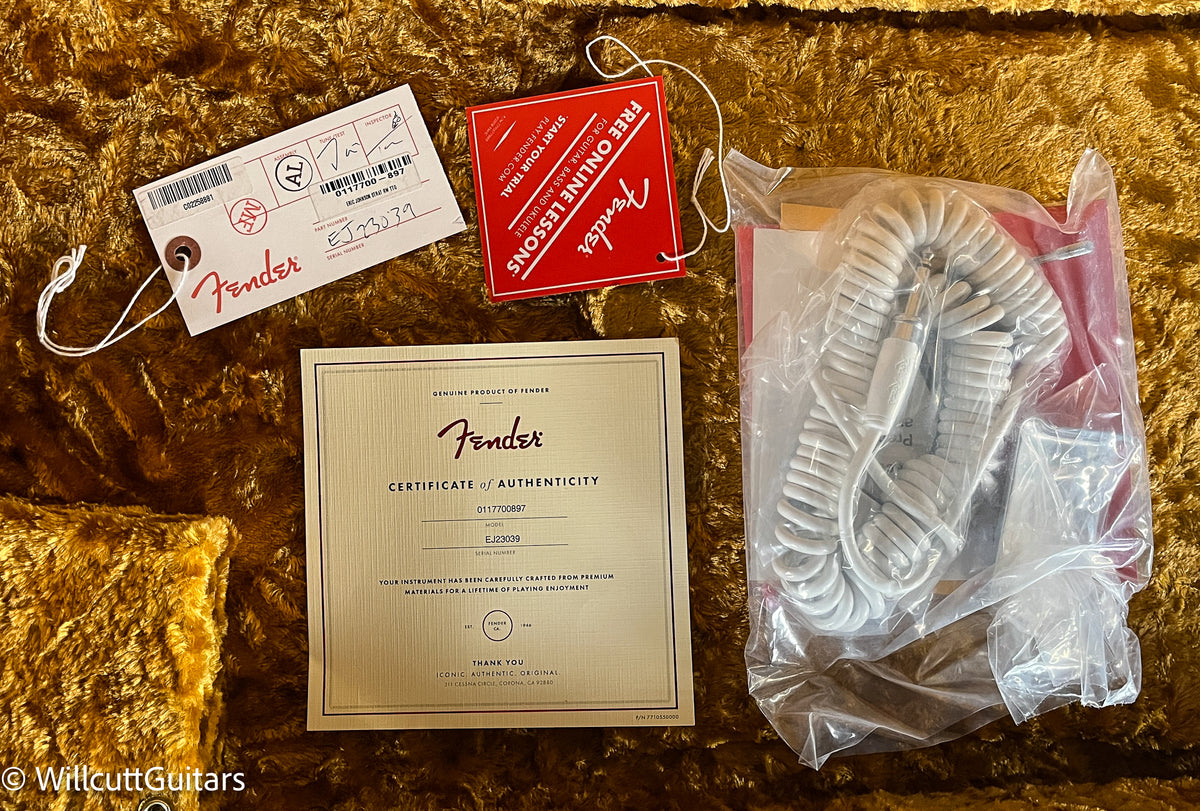 C02250881
ASSEMBLY
TUNE/TEST
INSPECTOR
AL
EW
0117700-897
ERIC JOHNSON STRAT RW TTG
PART NUMBER
EJ23039
SERIAL NUMBER
Fender
Fender
FREE ONLINE LESSONS
FOR GUITAR, BASS AND UKULELE
START YOUR TRIAL
PLAY.FENDER.COM
GENUINE PRODUCT OF FENDER
Fender
CERTIFICATE of AUTHENTICITY
0117700897
MODEL
EJ23039
SERIAL NUMBER
YOUR INSTRUMENT HAS BEEN CAREFULLY CRAFTED FROM PREMIUM
MATERIALS FOR A LIFETIME OF PLAYING ENJOYMENT
EST. FENDER CA. 1946
THANK YOU
ICONIC. AUTHENTIC. ORIGINAL.
311 CESSNA CIRCLE, CORONA, CA 92880
P/N 7710550000
© WillcuttGuitars